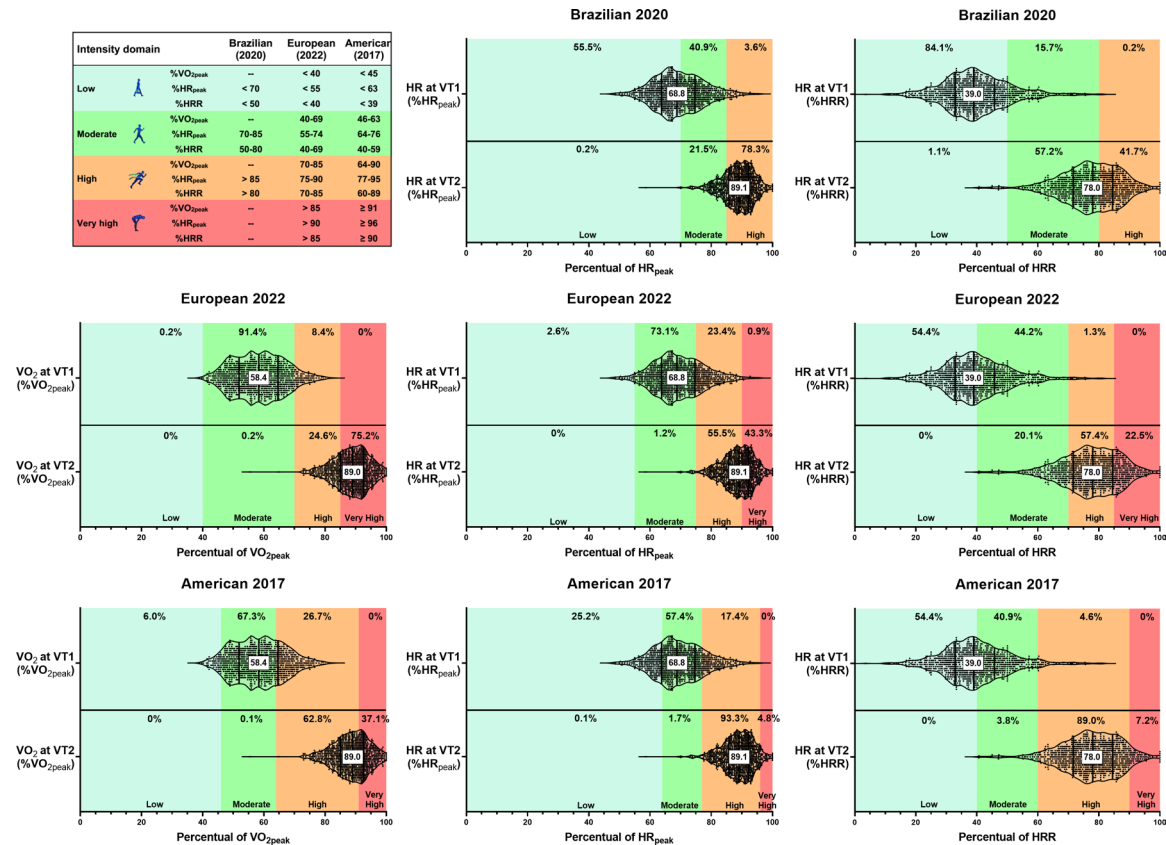 Intensity domain Brazilian (2020) European (2022) American (2017)
Low %VO2peak -- < 40 < 45
%HRpeak < 70 < 55 < 63
%HRR < 50 < 40 < 39
Moderate %VO2peak -- 40-69 46-63
%HRpeak 70-85 55-74 64-76
%HRR 50-80 40-69 40-59
High %VO2peak -- 70-85 64-90
%HRpeak > 85 75-90 77-95
%HRR > 80 70-85 60-89
Very high %VO2peak -- > 85 ≥ 91
%HRpeak -- > 90 ≥ 96
%HRR -- > 85 ≥ 90
Brazilian 2020
55.5% 40.9% 3.6%
HR at VT1 (%HRpeak)
68.8
0.2% 21.5% 78.3%
HR at VT2 (%HRpeak)
89.1
Low Moderate High
0 20 40 60 80 100
Percentual of HRpeak
Brazilian 2020
84.1% 15.7% 0.2%
HR at VT1 (%HRR)
39.0
1.1% 57.2% 41.7%
HR at VT2 (%HRR)
78.0
Low Moderate High
0 20 40 60 80 100
Percentual of HRR
European 2022
0.2% 91.4% 8.4% 0%
VO2 at VT1 (%VO2peak)
58.4
0% 0.2% 24.6% 75.2%
VO2 at VT2 (%VO2peak)
89.0
Low Moderate High Very High
0 20 40 60 80 100
Percentual of VO2peak
European 2022
2.6% 73.1% 23.4% 0.9%
HR at VT1 (%HRpeak)
68.8
0% 1.2% 55.5% 43.3%
HR at VT2 (%HRpeak)
89.1
Low Moderate High Very High
0 20 40 60 80 100
Percentual of HRpeak
European 2022
54.4% 44.2% 1.3% 0%
HR at VT1 (%HRR)
39.0
0% 20.1% 57.4% 22.5%
HR at VT2 (%HRR)
78.0
Low Moderate High Very High
0 20 40 60 80 100
Percentual of HRR
American 2017
6.0% 67.3% 26.7% 0%
VO2 at VT1 (%VO2peak)
58.4
0% 0.1% 62.8% 37.1%
VO2 at VT2 (%VO2peak)
89.0
Low Moderate High Very High
0 20 40 60 80 100
Percentual of VO2peak
American 2017
25.2% 57.4% 17.4% 0%
HR at VT1 (%HRpeak)
68.8
0.1% 1.7% 93.3% 4.8%
HR at VT2 (%HRpeak)
89.1
Low Moderate High Very High
0 20 40 60 80 100
Percentual of HRpeak
American 2017
54.4% 40.9% 4.6% 0%
HR at VT1 (%HRR)
39.0
0% 3.8% 89.0% 7.2%
HR at VT2 (%HRR)
78.0
Low Moderate High Very High
0 20 40 60 80 100
Percentual of HRR